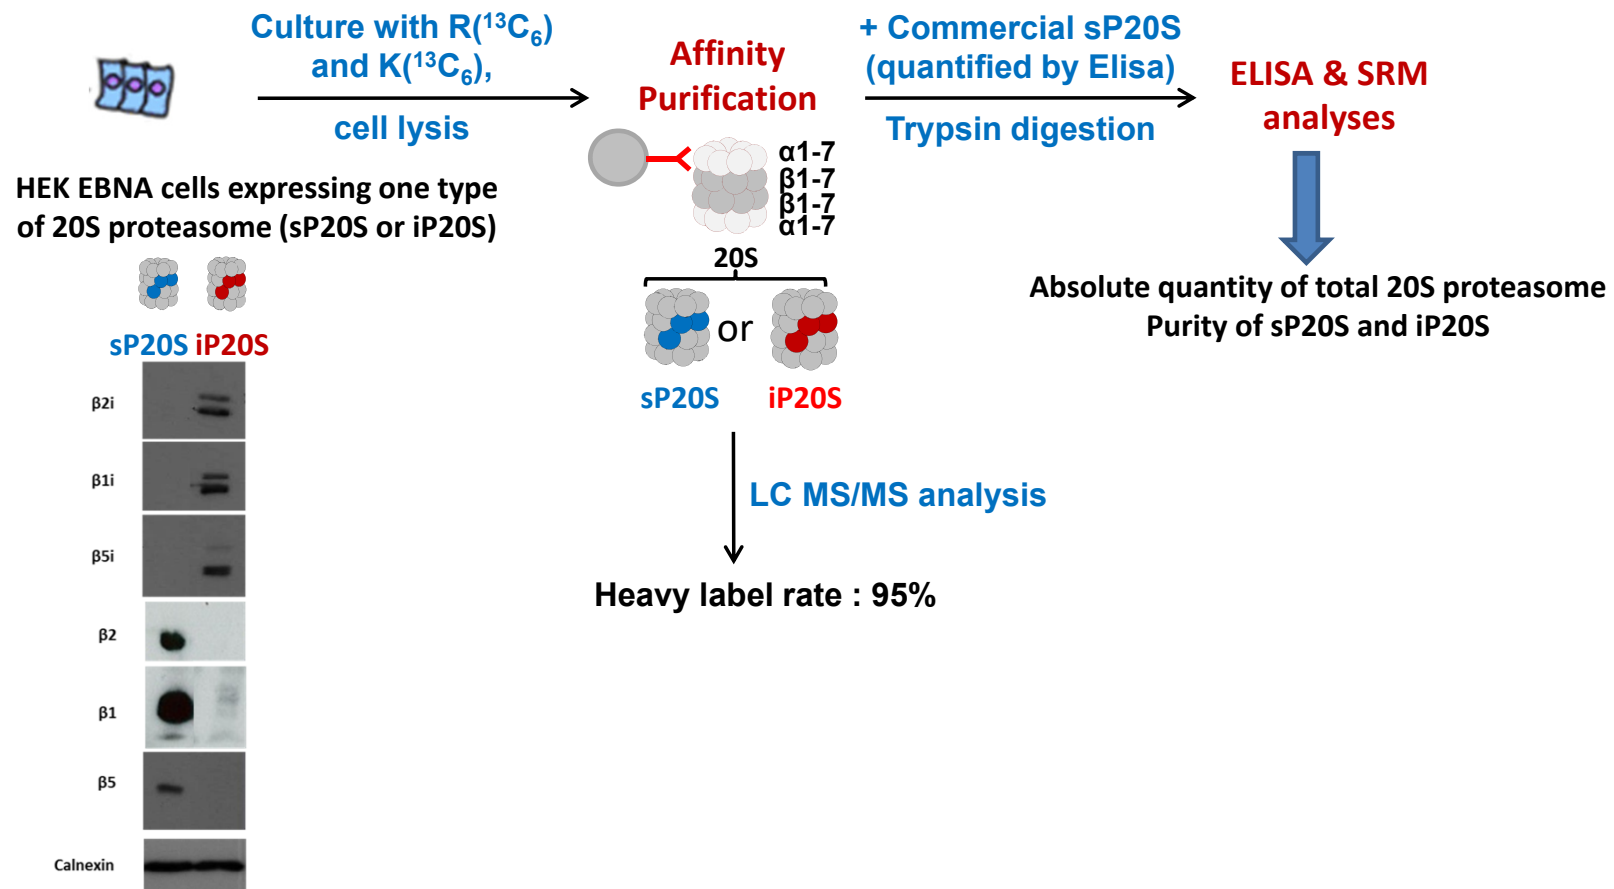 Culture with R(¹³C₆)
and K(¹³C₆),
cell lysis
Affinity
Purification
+ Commercial sP20S
(quantified by Elisa)
Trypsin digestion
ELISA & SRM
analyses
HEK EBNA cells expressing one type
of 20S proteasome (sP20S or iP20S)
α1-7
β1-7
β1-7
α1-7
20S
or
sP20S iP20S
Absolute quantity of total 20S proteasome
Purity of sP20S and iP20S
sP20S iP20S
LC MS/MS analysis
Heavy label rate : 95%
β2i
β1i
β5i
β2
β1
β5
Calnexin